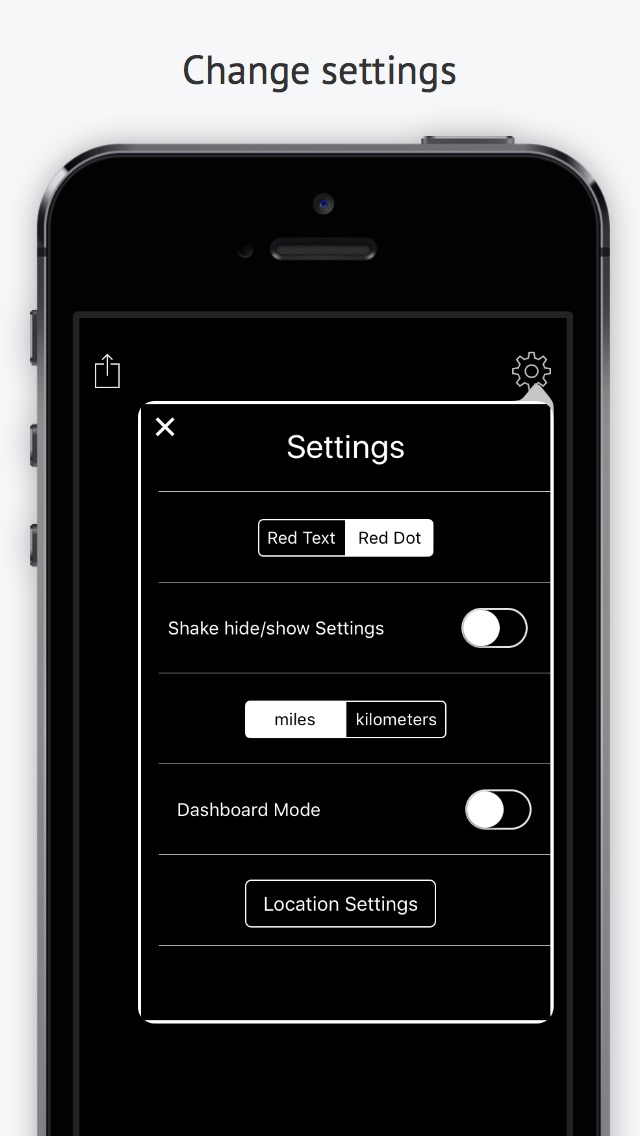 Change settings
Settings
Red Text Red Dot
Shake hide/show Settings
miles kilometers
Dashboard Mode
Location Settings